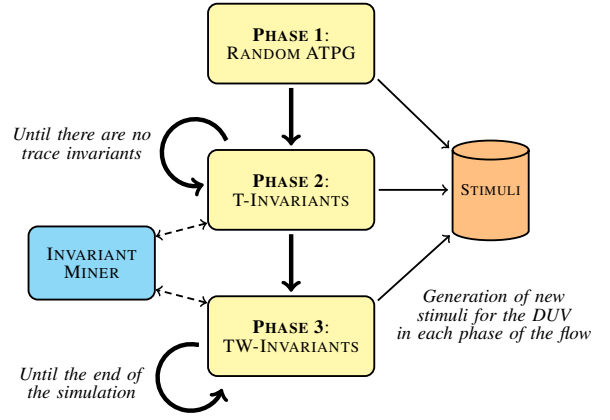 PHASE 1:
RANDOM ATPG
Until there are no
trace invariants
PHASE 2:
T-INVARIANTS
STIMULI
INVARIANT
MINER
Generation of new
stimuli for the DUV
in each phase of the flow
PHASE 3:
TW-INVARIANTS
Until the end of
the simulation